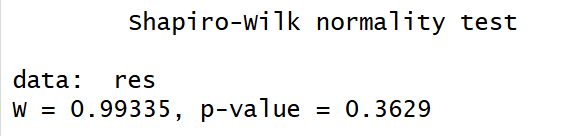 Shapiro-Wilk normality test
data:  res
W = 0.99335, p-value = 0.3629